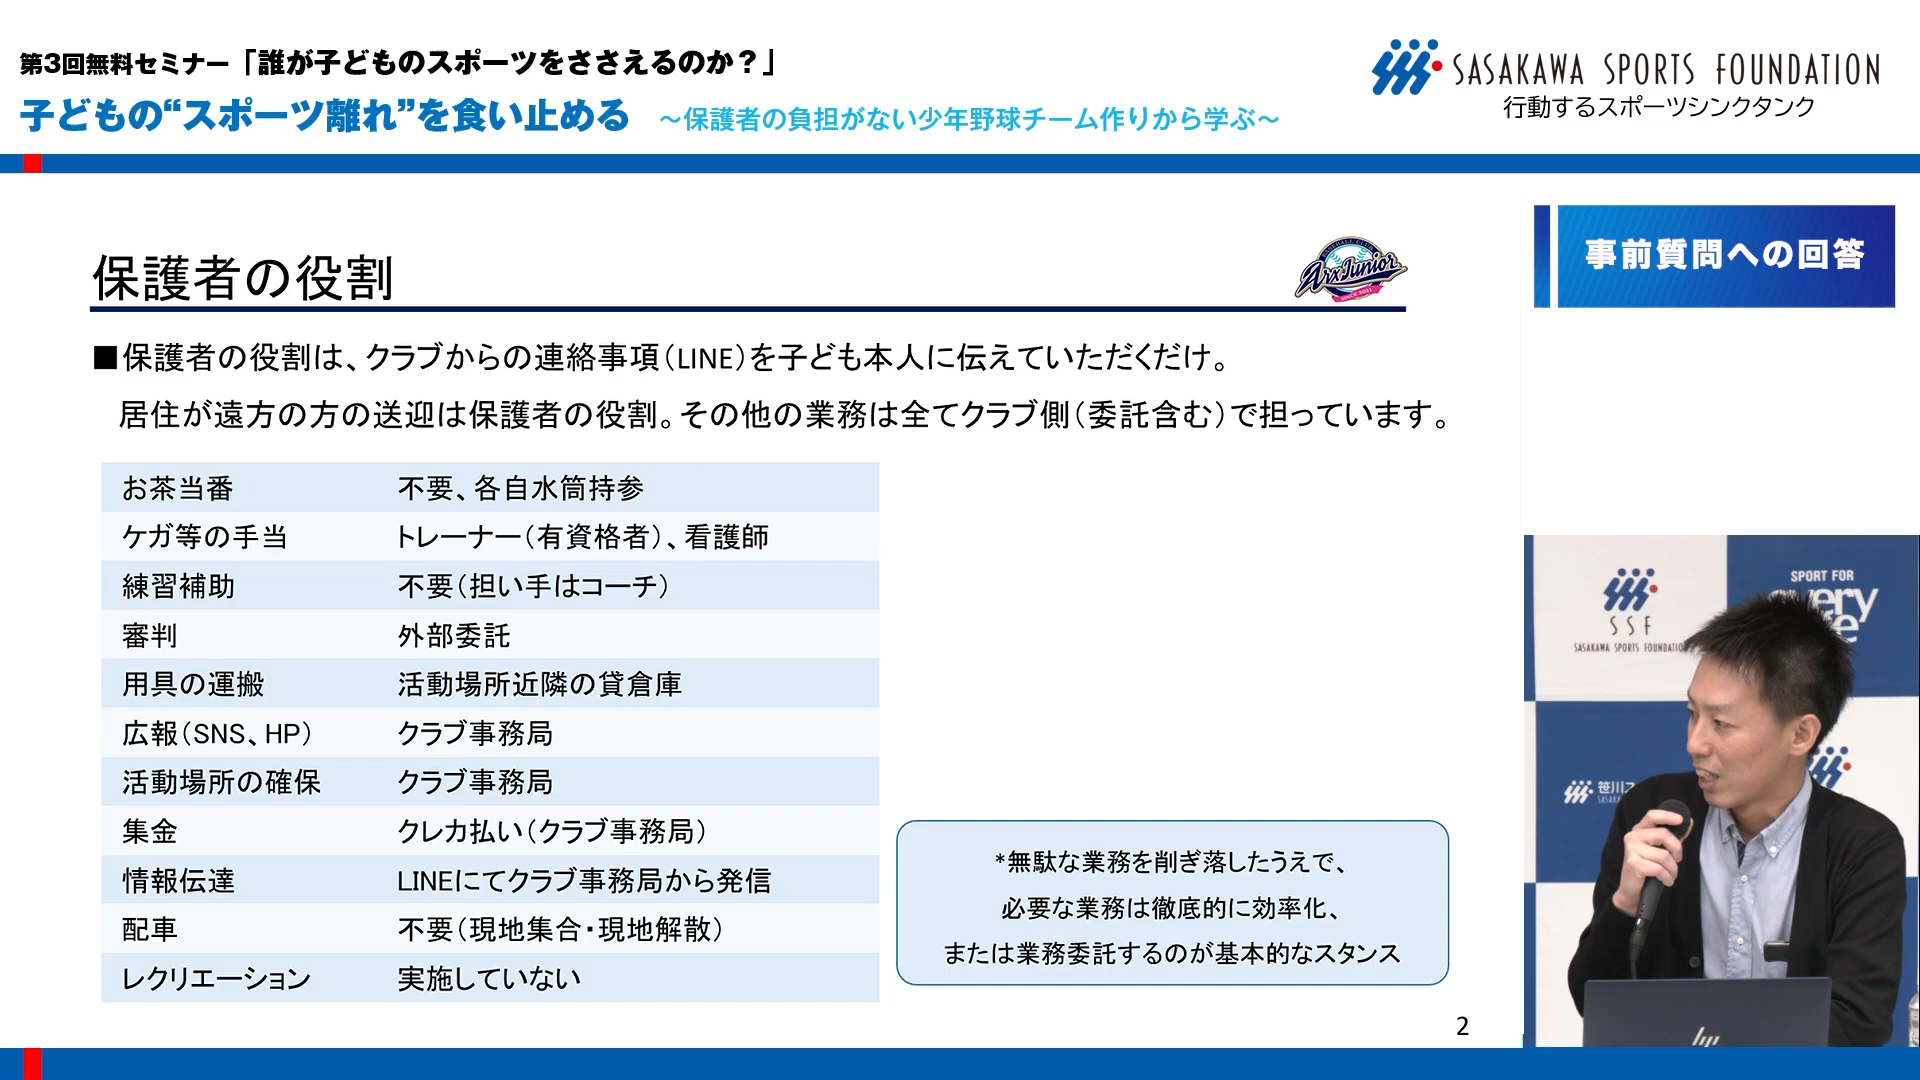 第3回無料セミナー「誰が子どものスポーツをささえるのか？」
子どもの“スポーツ離れ”を食い止める　～保護者の負担がない少年野球チーム作りから学ぶ～
SASAKAWA SPORTS FOUNDATION
行動するスポーツシンクタンク
事前質問への回答
保護者の役割
BASEBALL CLUB
Arx Junior
SINCE 2021
■保護者の役割は、クラブからの連絡事項（LINE）を子ども本人に伝えていただくだけ。
居住が遠方の方の送迎は保護者の役割。その他の業務は全てクラブ側（委託含む）で担っています。
お茶当番　不要、各自水筒持参
ケガ等の手当　トレーナー（有資格者）、看護師
練習補助　不要（担い手はコーチ）
審判　外部委託
用具の運搬　活動場所近隣の貸倉庫
広報（SNS、HP）　クラブ事務局
活動場所の確保　クラブ事務局
集金　クレカ払い（クラブ事務局）
情報伝達　LINEにてクラブ事務局から発信
配車　不要（現地集合・現地解散）
レクリエーション　実施していない
*無駄な業務を削ぎ落したうえで、
必要な業務は徹底的に効率化、
または業務委託するのが基本的なスタンス
2
SSF
SASAKAWA SPORTS FOUNDATIO
SPORT FOR
every
笹川ス
SASAK
hp